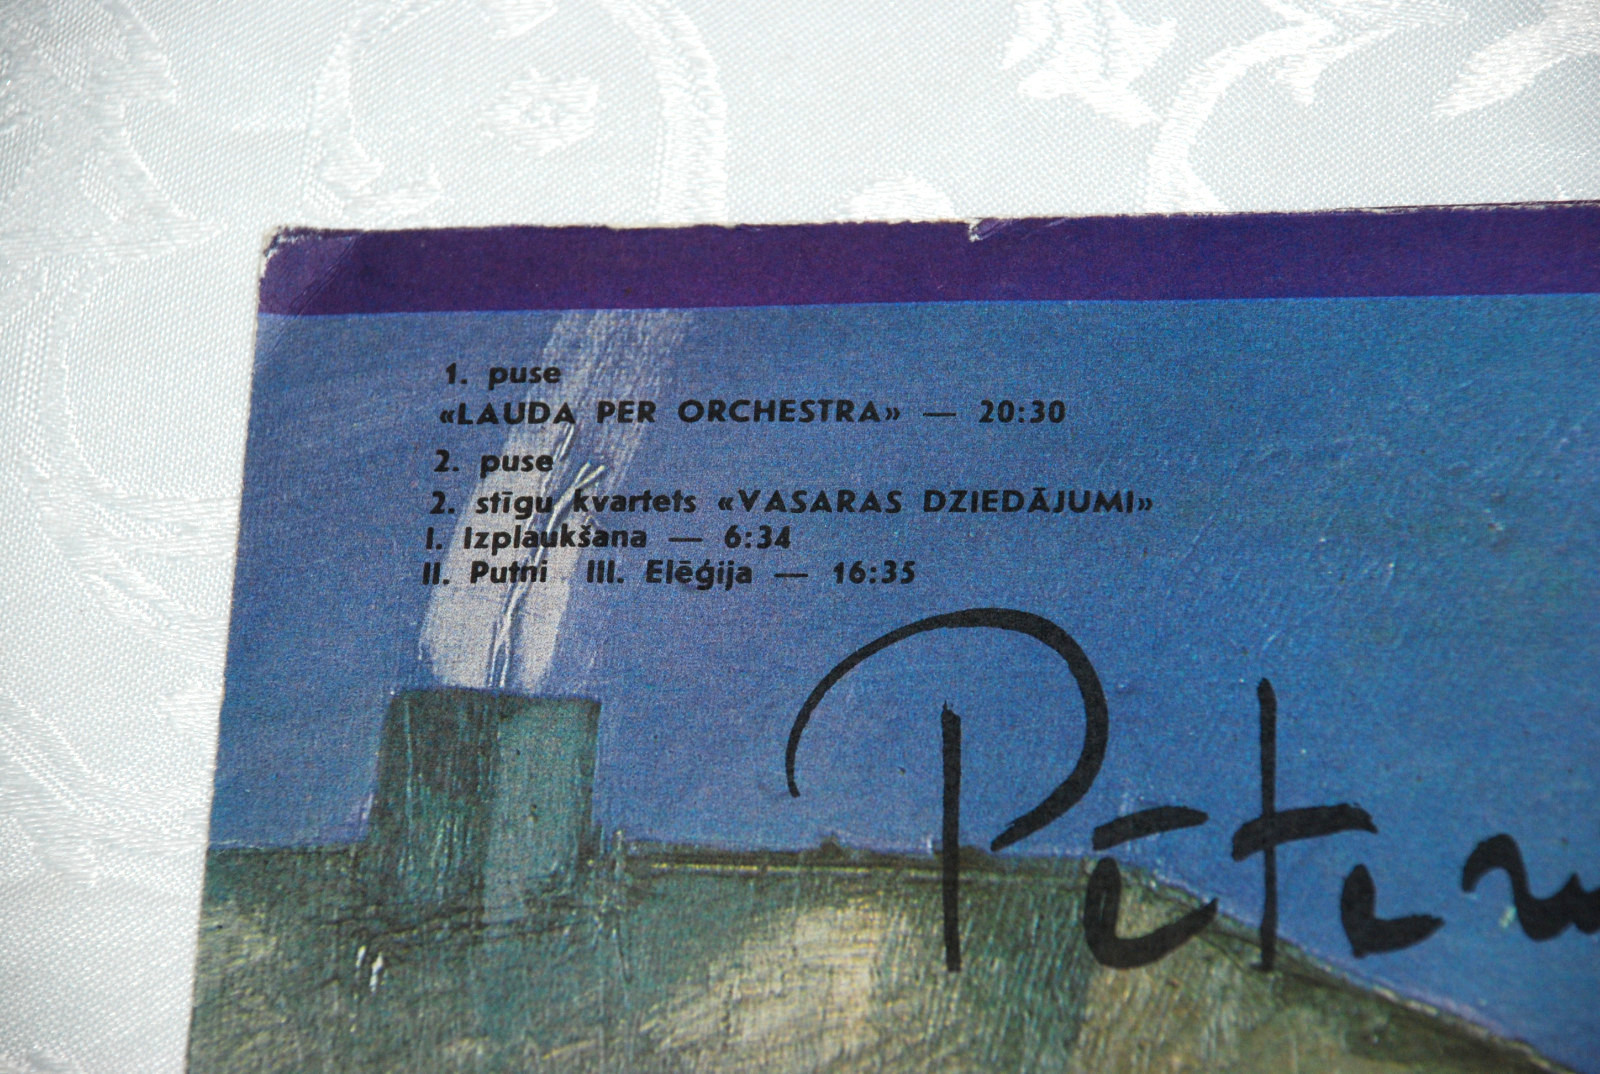 1. puse
«LAUDA PER ORCHESTRA» — 20:30
2. puse
2. stīgu kvartets «VASARAS DZIEDĀJUMI»
I. Izplaukšana — 6:34
II. Putni III. Elēģija — 16:35